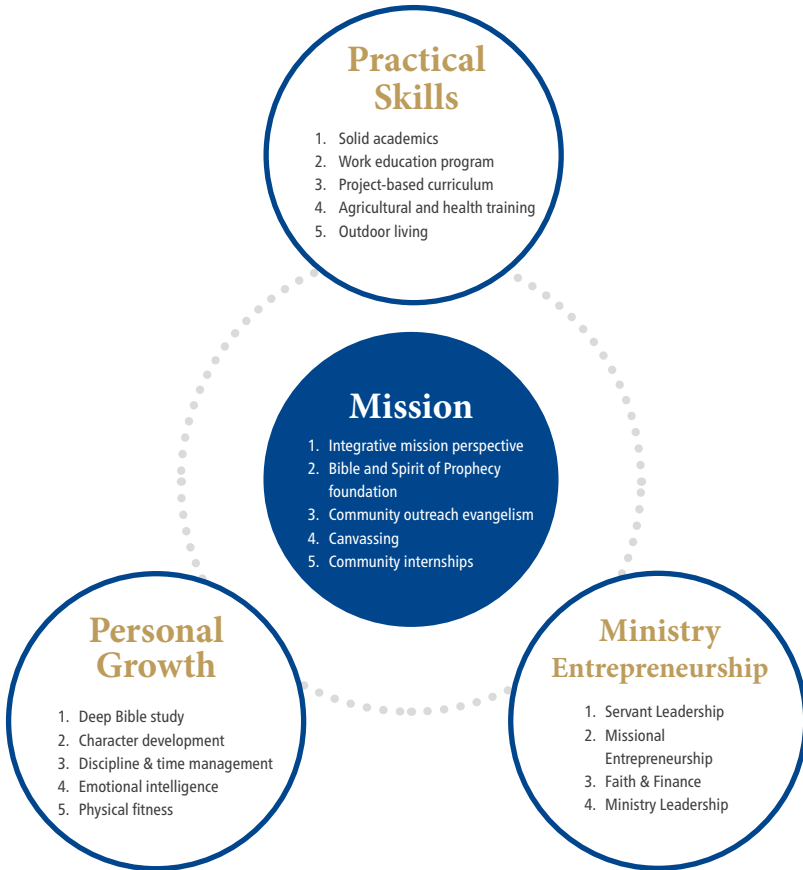 Practical
Skills
1. Solid academics
2. Work education program
3. Project-based curriculum
4. Agricultural and health training
5. Outdoor living
Mission
1. Integrative mission perspective
2. Bible and Spirit of Prophecy
foundation
3. Community outreach evangelism
4. Canvassing
5. Community internships
Personal
Growth
1. Deep Bible study
2. Character development
3. Discipline & time management
4. Emotional intelligence
5. Physical fitness
Ministry
Entrepreneurship
1. Servant Leadership
2. Missional
Entrepreneurship
3. Faith & Finance
4. Ministry Leadership